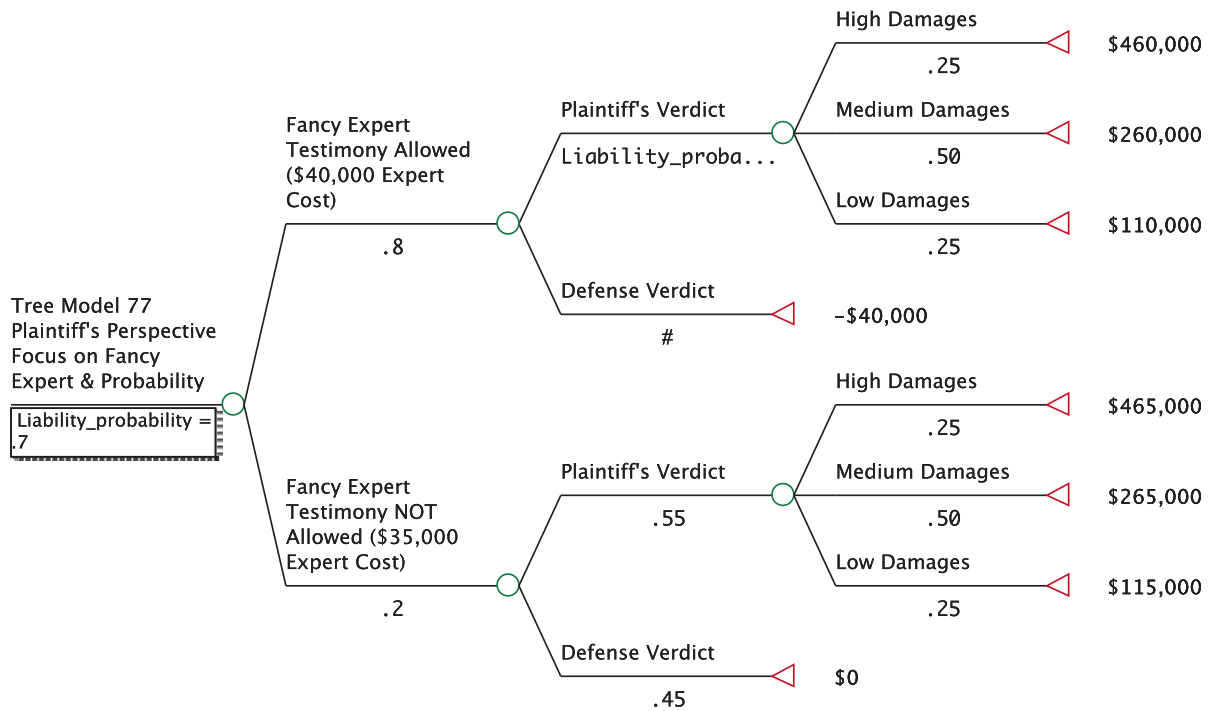 High Damages
$460,000
.25
Plaintiff's Verdict
Medium Damages
Fancy Expert
Testimony Allowed
($40,000 Expert
Cost)
$260,000
Liability_proba...
.50
Low Damages
$110,000
.8
.25
Defense Verdict
Tree Model 77
Plaintiff's Perspective
Focus on Fancy
Expert & Probability
-$40,000
#
High Damages
$465,000
Liability_probability =
.7
.25
Plaintiff's Verdict
Medium Damages
Fancy Expert
Testimony NOT
Allowed ($35,000
Expert Cost)
$265,000
.55
.50
Low Damages
$115,000
.2
.25
Defense Verdict
$0
.45